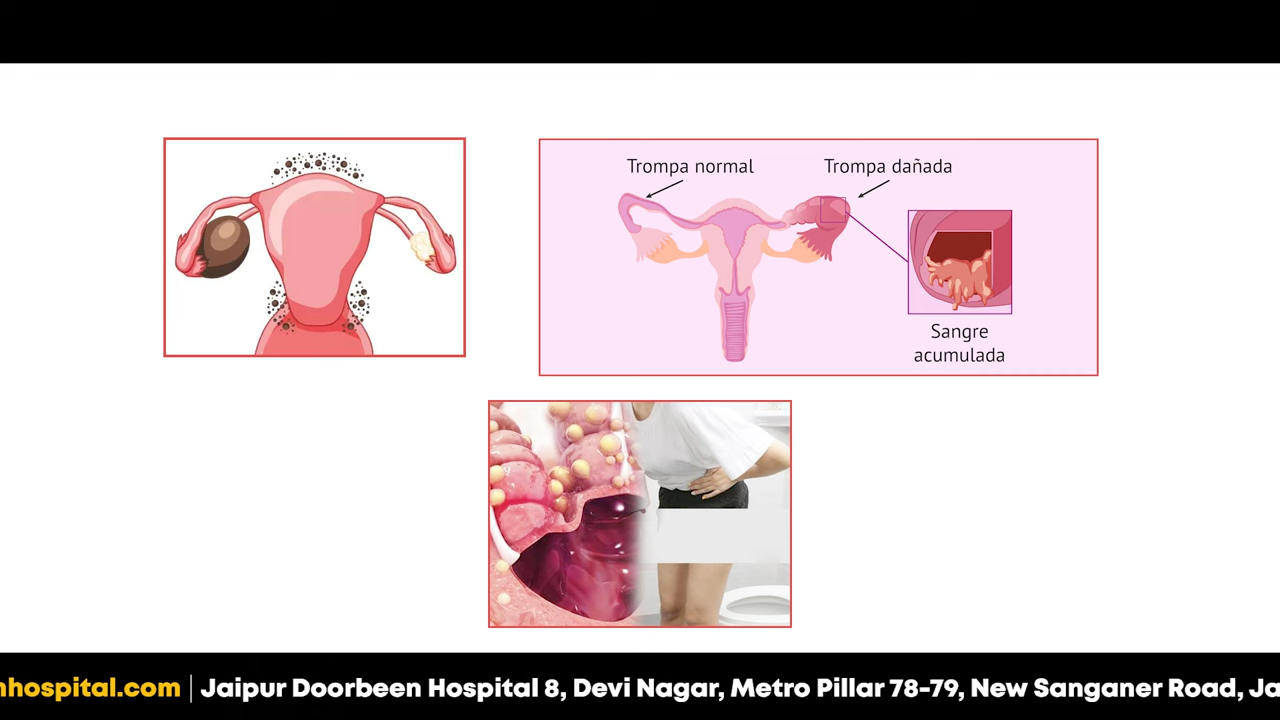 Trompa normal
Trompa dañada
Sangre
acumulada
nhospital.com | Jaipur Doorbeen Hospital 8, Devi Nagar, Metro Pillar 78-79, New Sanganer Road, Ja